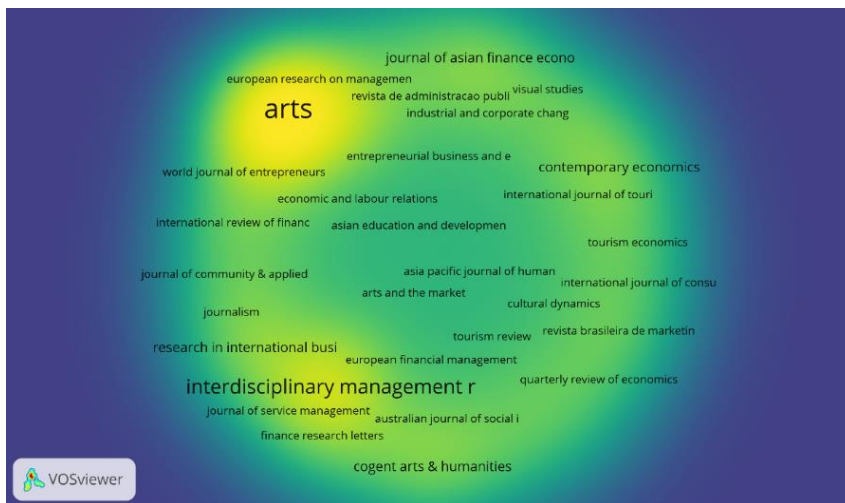 journal of asian finance econo
european research on managemen
visual studies
revista de administracao publi
arts
industrial and corporate chang
entrepreneurial business and e
contemporary economics
world journal of entrepreneurs
international journal of touri
economic and labour relations
international review of financ
asian education and developmen
tourism economics
asia pacific journal of human
journal of community & applied
international journal of consu
arts and the market
cultural dynamics
journalism
revista brasileira de marketin
tourism review
research in international busi
european financial management
quarterly review of economics
interdisciplinary management r
journal of service management
australian journal of social i
finance research letters
cogent arts & humanities
VOSviewer